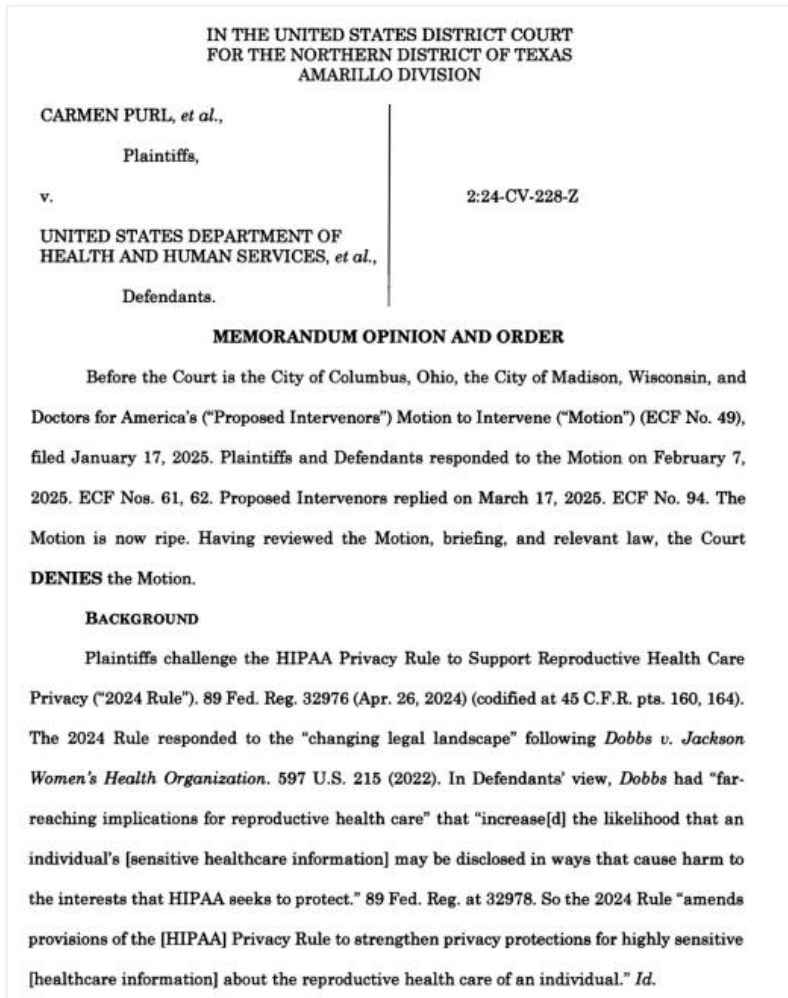 IN THE UNITED STATES DISTRICT COURT
FOR THE NORTHERN DISTRICT OF TEXAS
AMARILLO DIVISION
CARMEN PURL, et al.,
Plaintiffs,
v.
2:24-CV-228-Z
UNITED STATES DEPARTMENT OF
HEALTH AND HUMAN SERVICES, et al.,
Defendants.
MEMORANDUM OPINION AND ORDER
Before the Court is the City of Columbus, Ohio, the City of Madison, Wisconsin, and
Doctors for America's ("Proposed Intervenors") Motion to Intervene ("Motion") (ECF No. 49),
filed January 17, 2025. Plaintiffs and Defendants responded to the Motion on February 7,
2025. ECF Nos. 61, 62. Proposed Intervenors replied on March 17, 2025. ECF No. 94. The
Motion is now ripe. Having reviewed the Motion, briefing, and relevant law, the Court
DENIES the Motion.
BACKGROUND
Plaintiffs challenge the HIPAA Privacy Rule to Support Reproductive Health Care
Privacy ("2024 Rule"). 89 Fed. Reg. 32976 (Apr. 26, 2024) (codified at 45 C.F.R. pts. 160, 164).
The 2024 Rule responded to the "changing legal landscape" following Dobbs v. Jackson
Women's Health Organization. 597 U.S. 215 (2022). In Defendants' view, Dobbs had "far-
reaching implications for reproductive health care" that "increase[d] the likelihood that an
individual's [sensitive healthcare information] may be disclosed in ways that cause harm to
the interests that HIPAA seeks to protect." 89 Fed. Reg. at 32978. So the 2024 Rule "amends
provisions of the [HIPAA] Privacy Rule to strengthen privacy protections for highly sensitive
[healthcare information] about the reproductive health care of an individual." Id.